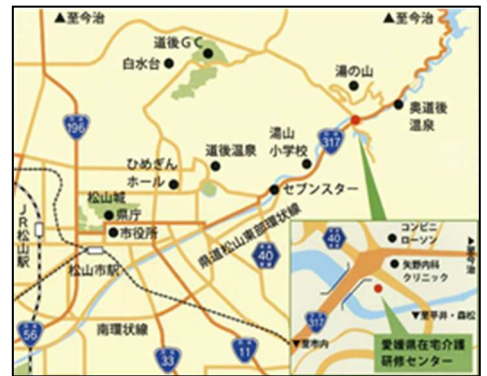 ▲至今治
▲至今治
道後GC
白水台
湯の山
奥道後
温泉
196
317
湯山
小学校
道後温泉
ひめぎん
ホール
セブンスター
松山城
県庁
市役所
JR松山駅
松山市駅
県道松山東部環状線
40
南環状線
56
33
11
40
コンビニ
ローソン
▲至今治
矢野内科
クリニック
317
▼至平井・森松
▼至市内
愛媛県在宅介護
研修センター